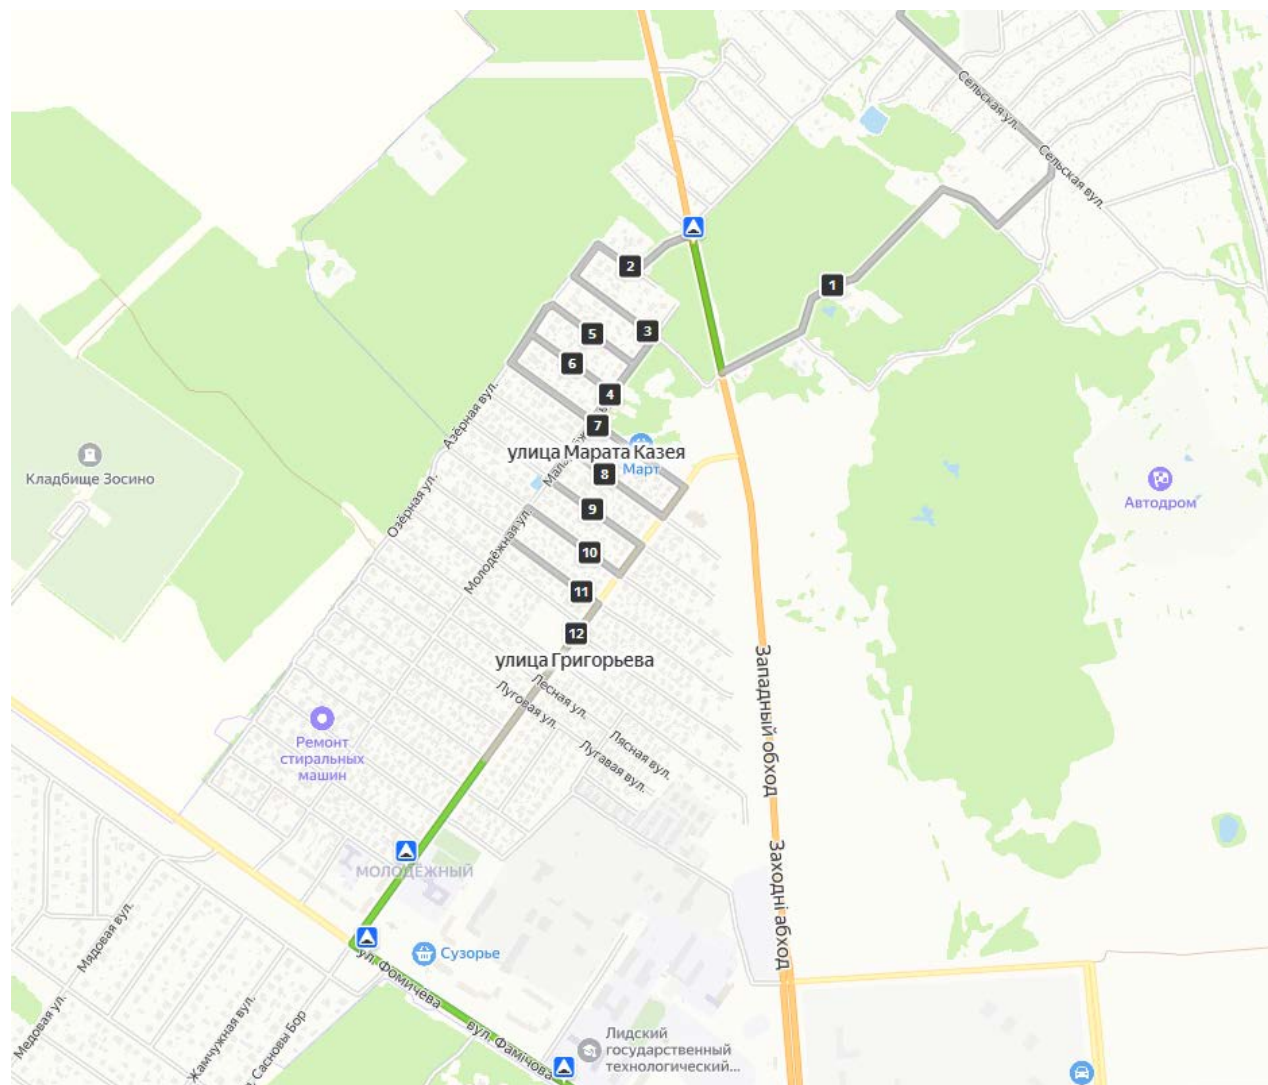 Сельская ул.
Сельская вул.
2
1
3
5
6
4
Азёрная вул.
7
улица Марата Казея
Март
8
Кладбище Зосино
Автодром
9
Озёрная ул.
Молодёжная ул.
10
11
12
улица Григорьева
Западный обход
Лесная ул.
Луговая ул.
Лясная вул.
Лугавая вул.
Ремонт
стиральных
машин
Заходні абход
МОЛОДЁЖНЫЙ
Мядовая вул.
Сузорье
ул. Фомичёва
вул. Фамічова
Медовая ул.
Жамчужная вул.
Сасновы Бор
Лидский
государственный
технологический...